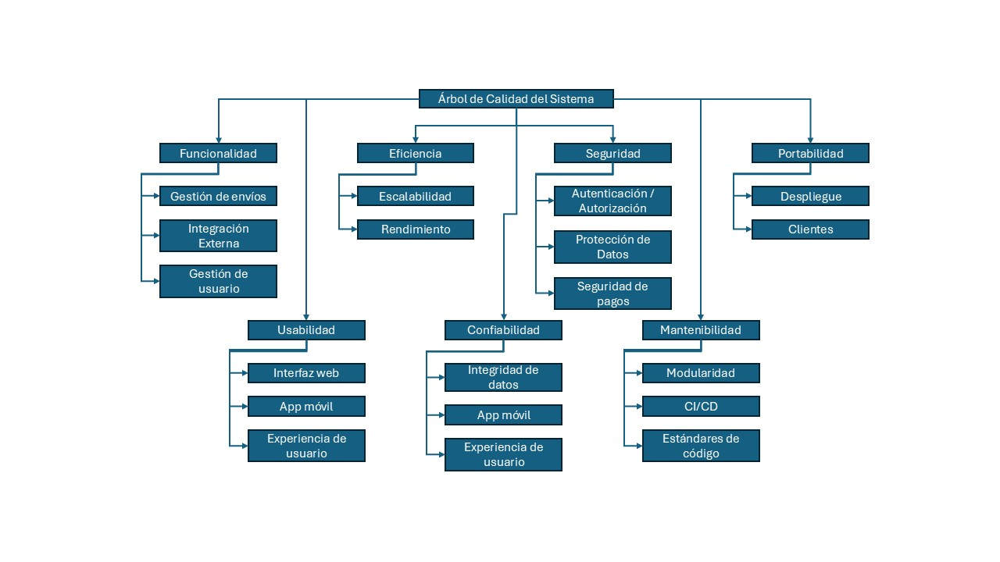 Árbol de Calidad del Sistema
Funcionalidad
Gestión de envíos
Integración
Externa
Gestión de
usuario
Eficiencia
Escalabilidad
Rendimiento
Seguridad
Autenticación /
Autorización
Protección de
Datos
Seguridad de
pagos
Portabilidad
Despliegue
Clientes
Usabilidad
Interfaz web
App móvil
Experiencia de
usuario
Confiabilidad
Integridad de
datos
App móvil
Experiencia de
usuario
Mantenibilidad
Modularidad
CI/CD
Estándares de
código